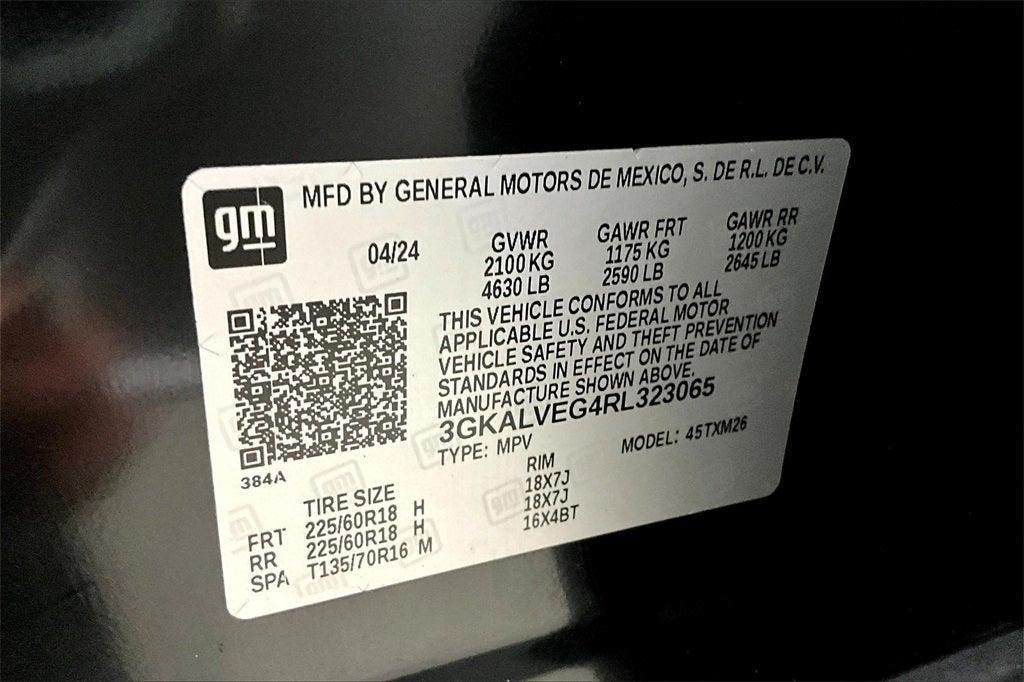 gm
MFD BY GENERAL MOTORS DE MEXICO, S. DE R.L. DE C.V.
04/24
GVWR
2100 KG
4630 LB
GAWR FRT
1175 KG
2590 LB
GAWR RR
1200 KG
2645 LB
THIS VEHICLE CONFORMS TO ALL
APPLICABLE U.S. FEDERAL MOTOR
VEHICLE SAFETY AND THEFT PREVENTION
STANDARDS IN EFFECT ON THE DATE OF
MANUFACTURE SHOWN ABOVE.
3GKALVEG4RL323065
TYPE: MPV MODEL: 45TXM26
384A
TIRE SIZE RIM
FRT 225/60R18 H 18X7J
RR 225/60R18 H 18X7J
SPA T135/70R16 M 16X4BT